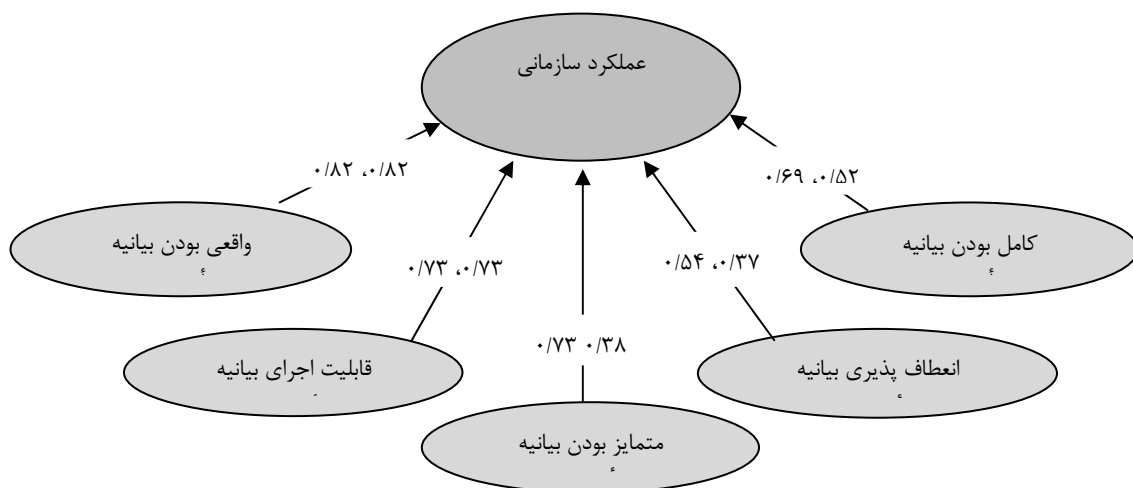 عملکرد سازمانی
۰/۸۲ ،۰/۸۲
۰/۶۹ ،۰/۵۲
واقعی بودن بیانیه
کامل بودن بیانیه
۰/۷۳ ،۰/۷۳
۰/۵۴ ،۰/۳۷
۰/۷۳ ۰/۳۸
قابلیت اجرای بیانیه
انعطاف پذیری بیانیه
متمایز بودن بیانیه